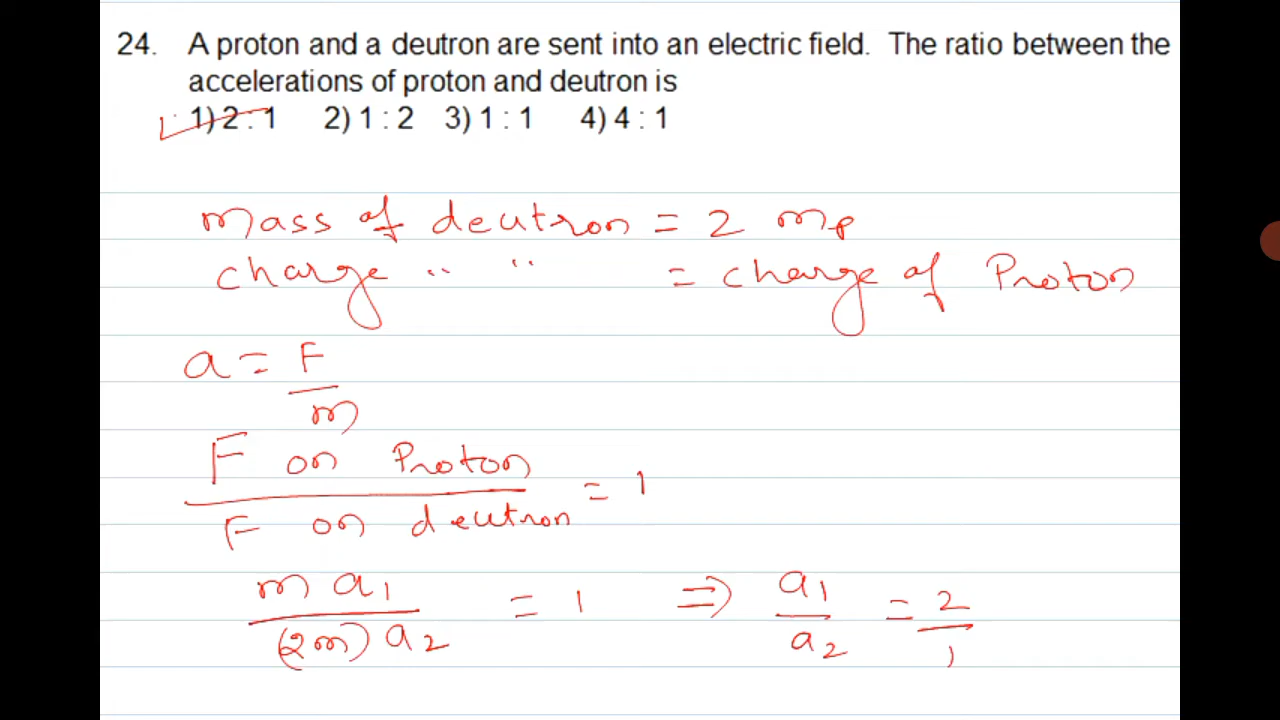 24. A proton and a deutron are sent into an electric field. The ratio between the
accelerations of proton and deutron is
1) 2 : 1 2) 1 : 2 3) 1 : 1 4) 4 : 1
mass of deutron = 2 mp
charge " " = charge of Proton
a = F
m
F on Proton
= 1
F on deutron
m a1
= 1 ⇒ a1 = 2
(2m) a2
a2 1